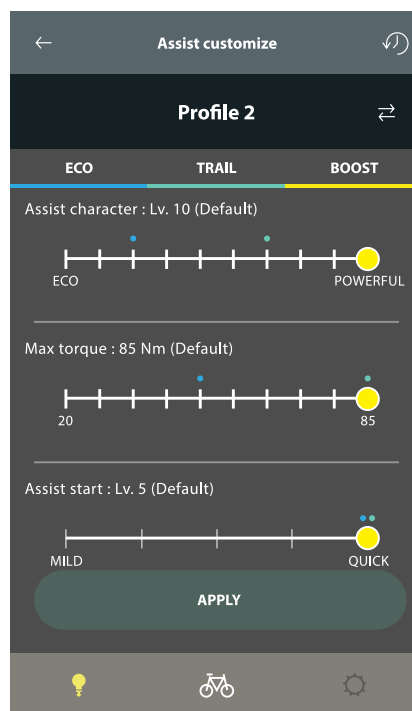 Assist customize
Profile 2
ECO TRAIL BOOST
Assist character : Lv. 10 (Default)
ECO POWERFUL
Max torque : 85 Nm (Default)
20 85
Assist start : Lv. 5 (Default)
MILD QUICK
APPLY